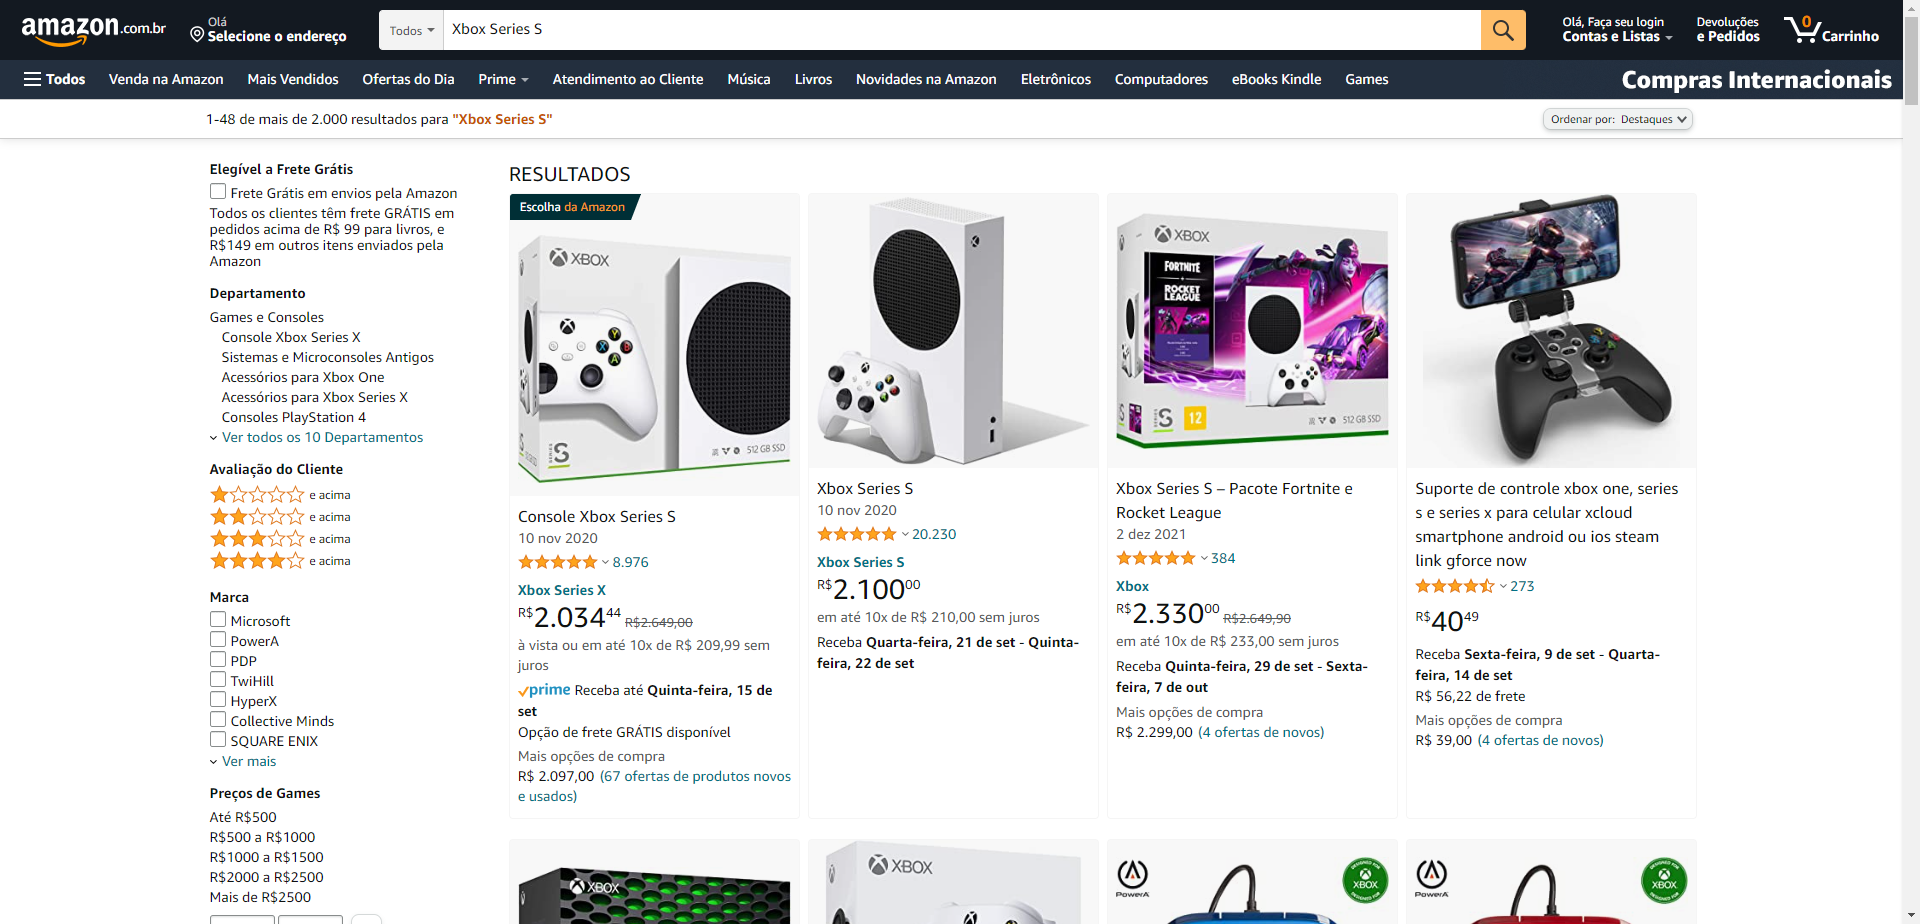 amazon.com.br
Olá
Selecione o endereço
Todos
Xbox Series S
Olá, Faça seu login
Contas e Listas
Devoluções
e Pedidos
0
Carrinho
Todos
Venda na Amazon
Mais Vendidos
Ofertas do Dia
Prime
Atendimento ao Cliente
Música
Livros
Novidades na Amazon
Eletrônicos
Computadores
eBooks Kindle
Games
Compras Internacionais
1-48 de mais de 2.000 resultados para "Xbox Series S"
Ordenar por: Destaques
Elegível a Frete Grátis
Frete Grátis em envios pela Amazon
Todos os clientes têm frete GRÁTIS em
pedidos acima de R$ 99 para livros, e
R$149 em outros itens enviados pela
Amazon
Departamento
Games e Consoles
Console Xbox Series X
Sistemas e Microconsoles Antigos
Acessórios para Xbox One
Acessórios para Xbox Series X
Consoles PlayStation 4
Ver todos os 10 Departamentos
Avaliação do Cliente
e acima
e acima
e acima
e acima
Marca
Microsoft
PowerA
PDP
TwiHill
HyperX
Collective Minds
SQUARE ENIX
Ver mais
Preços de Games
Até R$500
R$500 a R$1000
R$1000 a R$1500
R$2000 a R$2500
Mais de R$2500
RESULTADOS
Escolha da Amazon
XBOX
Y
X
B
A
SERIES S
512 GB SSD
Console Xbox Series S
10 nov 2020
8.976
Xbox Series X
R$2.03444 R$2.649,00
à vista ou em até 10x de R$ 209,99 sem
juros
prime Receba até Quinta-feira, 15 de
set
Opção de frete GRÁTIS disponível
Mais opções de compra
R$ 2.097,00 (67 ofertas de produtos novos
e usados)
Xbox Series S
10 nov 2020
20.230
Xbox Series S
R$2.10000
em até 10x de R$ 210,00 sem juros
Receba Quarta-feira, 21 de set - Quinta-
feira, 22 de set
XBOX
FORTNITE
+
ROCKET
LEAGUE
S
12
512 GB SSD
Xbox Series S – Pacote Fortnite e
Rocket League
2 dez 2021
384
Xbox
R$2.33000 R$2.649,90
em até 10x de R$ 233,00 sem juros
Receba Quinta-feira, 29 de set - Sexta-
feira, 7 de out
Mais opções de compra
R$ 2.299,00 (4 ofertas de novos)
Suporte de controle xbox one, series
s e series x para celular xcloud
smartphone android ou ios steam
link gforce now
273
R$4049
Receba Sexta-feira, 9 de set - Quarta-
feira, 14 de set
R$ 56,22 de frete
Mais opções de compra
R$ 39,00 (4 ofertas de novos)
XBOX
XBOX
POWERA
DESIGNED FOR
XBOX
POWERA
DESIGNED FOR
XBOX